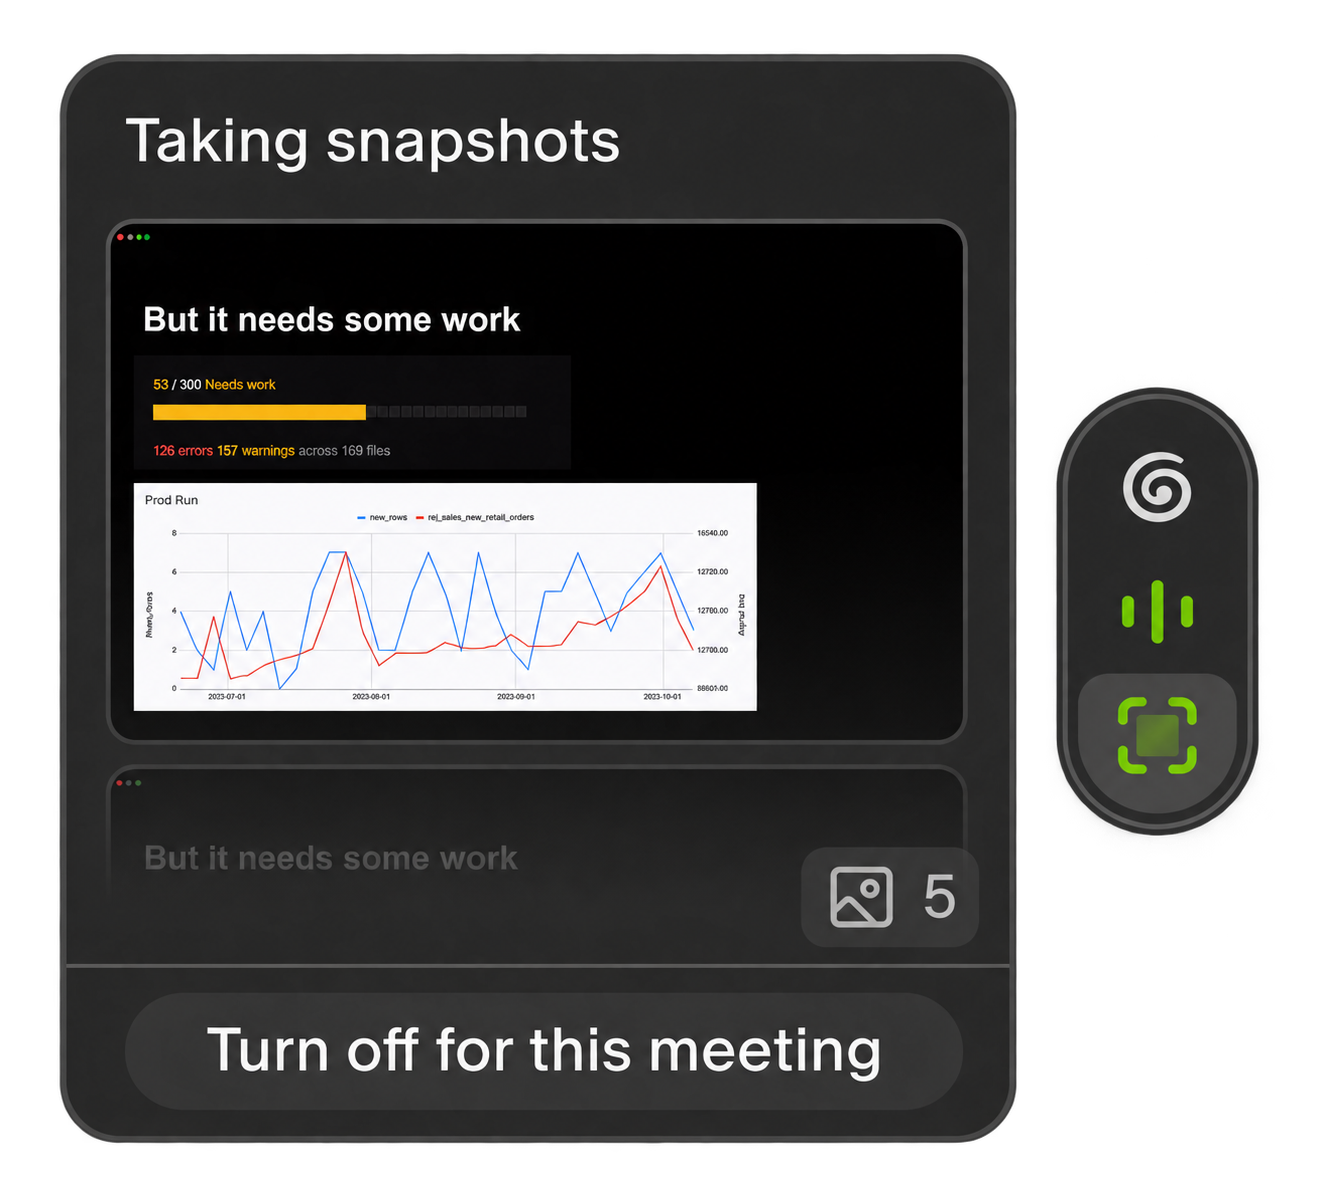 Taking snapshots
But it needs some work
53 / 300 Needs work
126 errors 157 warnings across 169 files
Prod Run
new_rows rej_sales_new_retail_orders
8 16540.00
6 12720.00
4 12760.00
2 12700.00
0 88601.00
2023-07-01 2023-08-01 2023-09-01 2023-10-01
But it needs some work
5
Turn off for this meeting